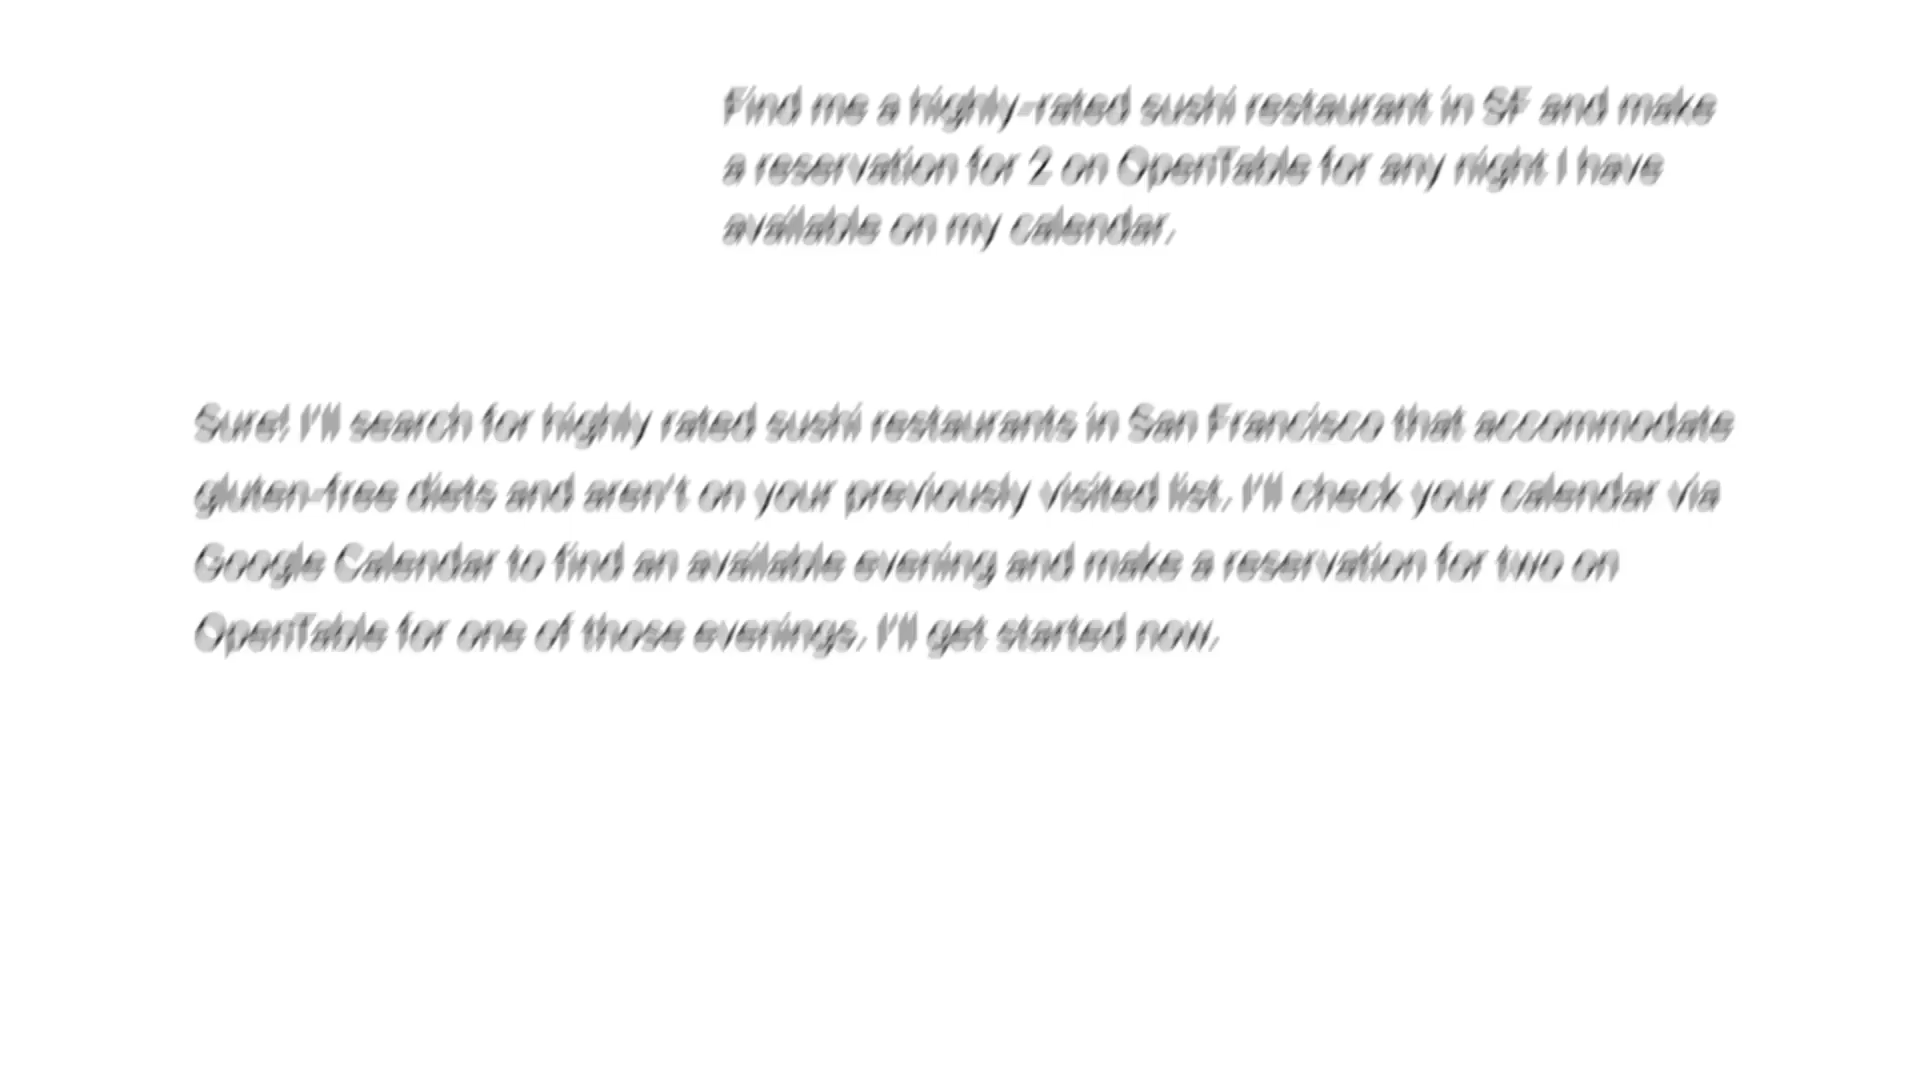 Find me a highly-rated sushi restaurant in SF and make
a reservation for 2 on OpenTable for any night I have
available on my calendar.
Sure! I'll search for highly rated sushi restaurants in San Francisco that accommodate
gluten-free diets and aren't on your previously visited list. I'll check your calendar via
Google Calendar to find an available evening and make a reservation for two on
OpenTable for one of those evenings. I'll get started now.